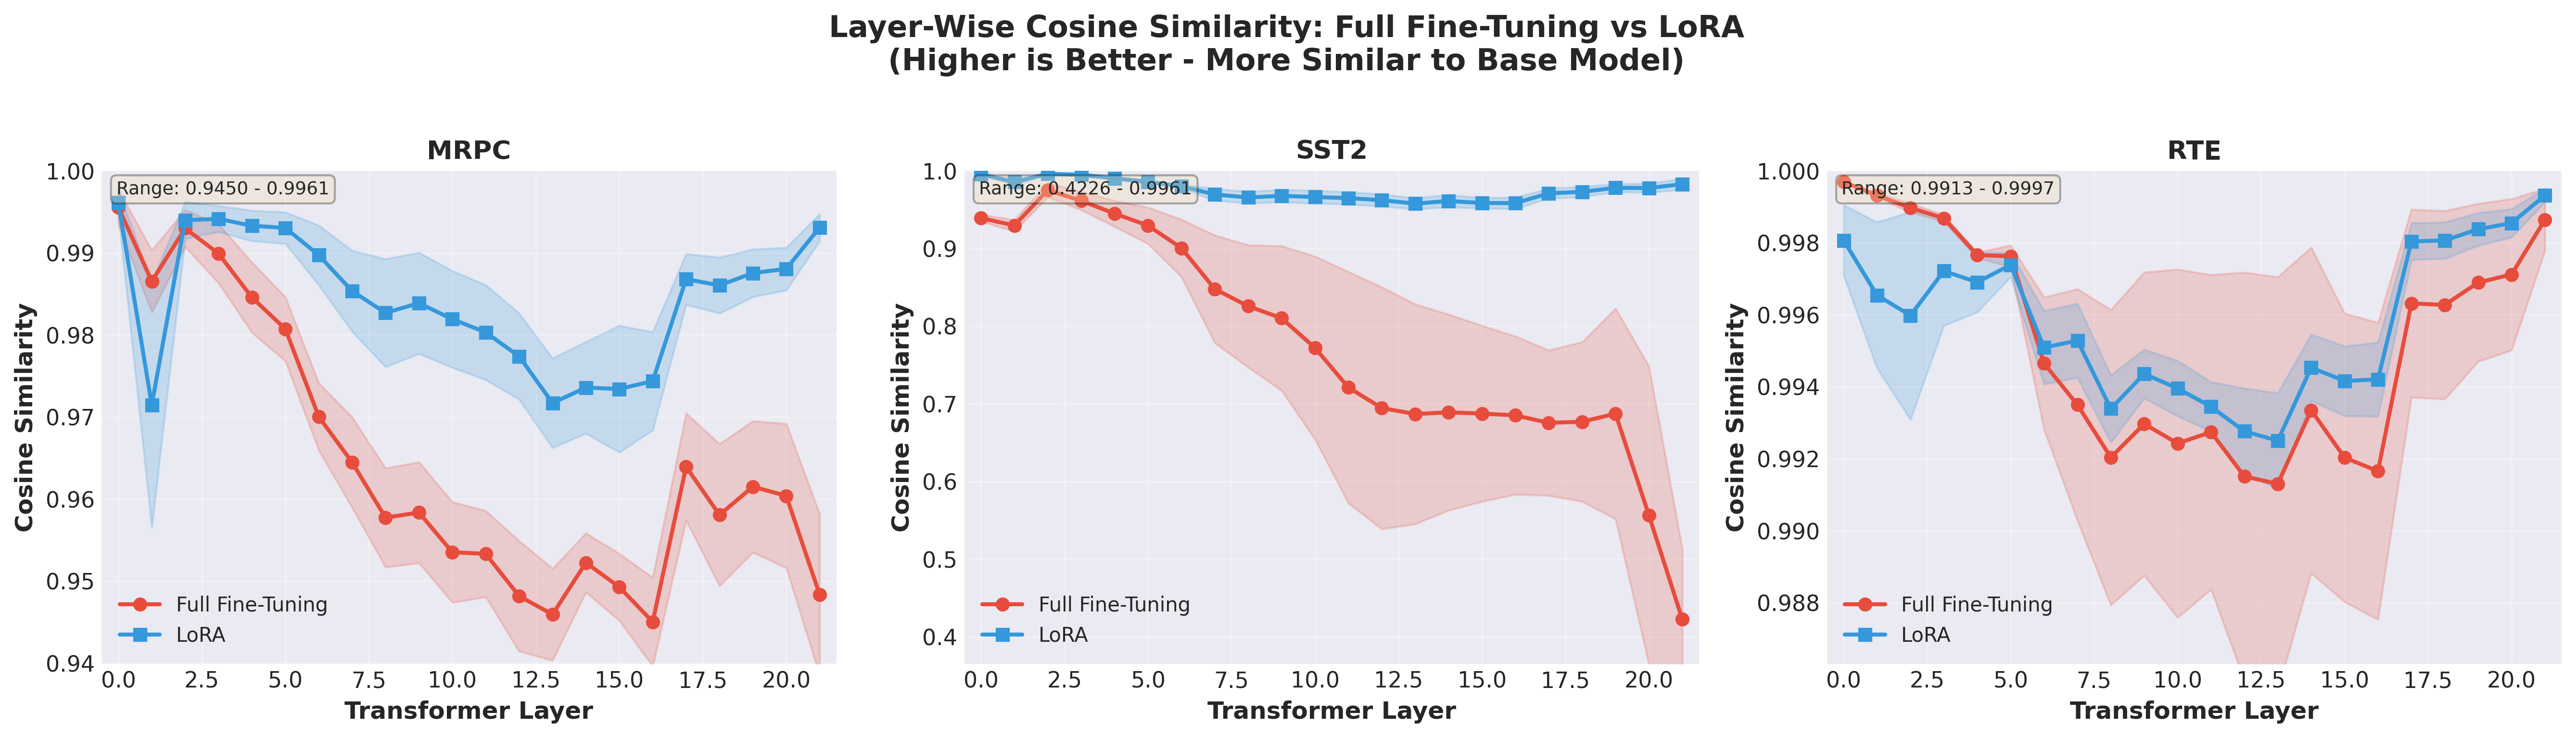 Layer-Wise Cosine Similarity: Full Fine-Tuning vs LoRA
(Higher is Better - More Similar to Base Model)
MRPC
Range: 0.9450 - 0.9961
1.00
0.99
0.98
0.97
0.96
0.95
0.94
Cosine Similarity
Full Fine-Tuning
LoRA
0.0 2.5 5.0 7.5 10.0 12.5 15.0 17.5 20.0
Transformer Layer
SST2
Range: 0.4226 - 0.9961
1.0
0.9
0.8
0.7
0.6
0.5
0.4
Cosine Similarity
Full Fine-Tuning
LoRA
0.0 2.5 5.0 7.5 10.0 12.5 15.0 17.5 20.0
Transformer Layer
RTE
Range: 0.9913 - 0.9997
1.000
0.998
0.996
0.994
0.992
0.990
0.988
Cosine Similarity
Full Fine-Tuning
LoRA
0.0 2.5 5.0 7.5 10.0 12.5 15.0 17.5 20.0
Transformer Layer